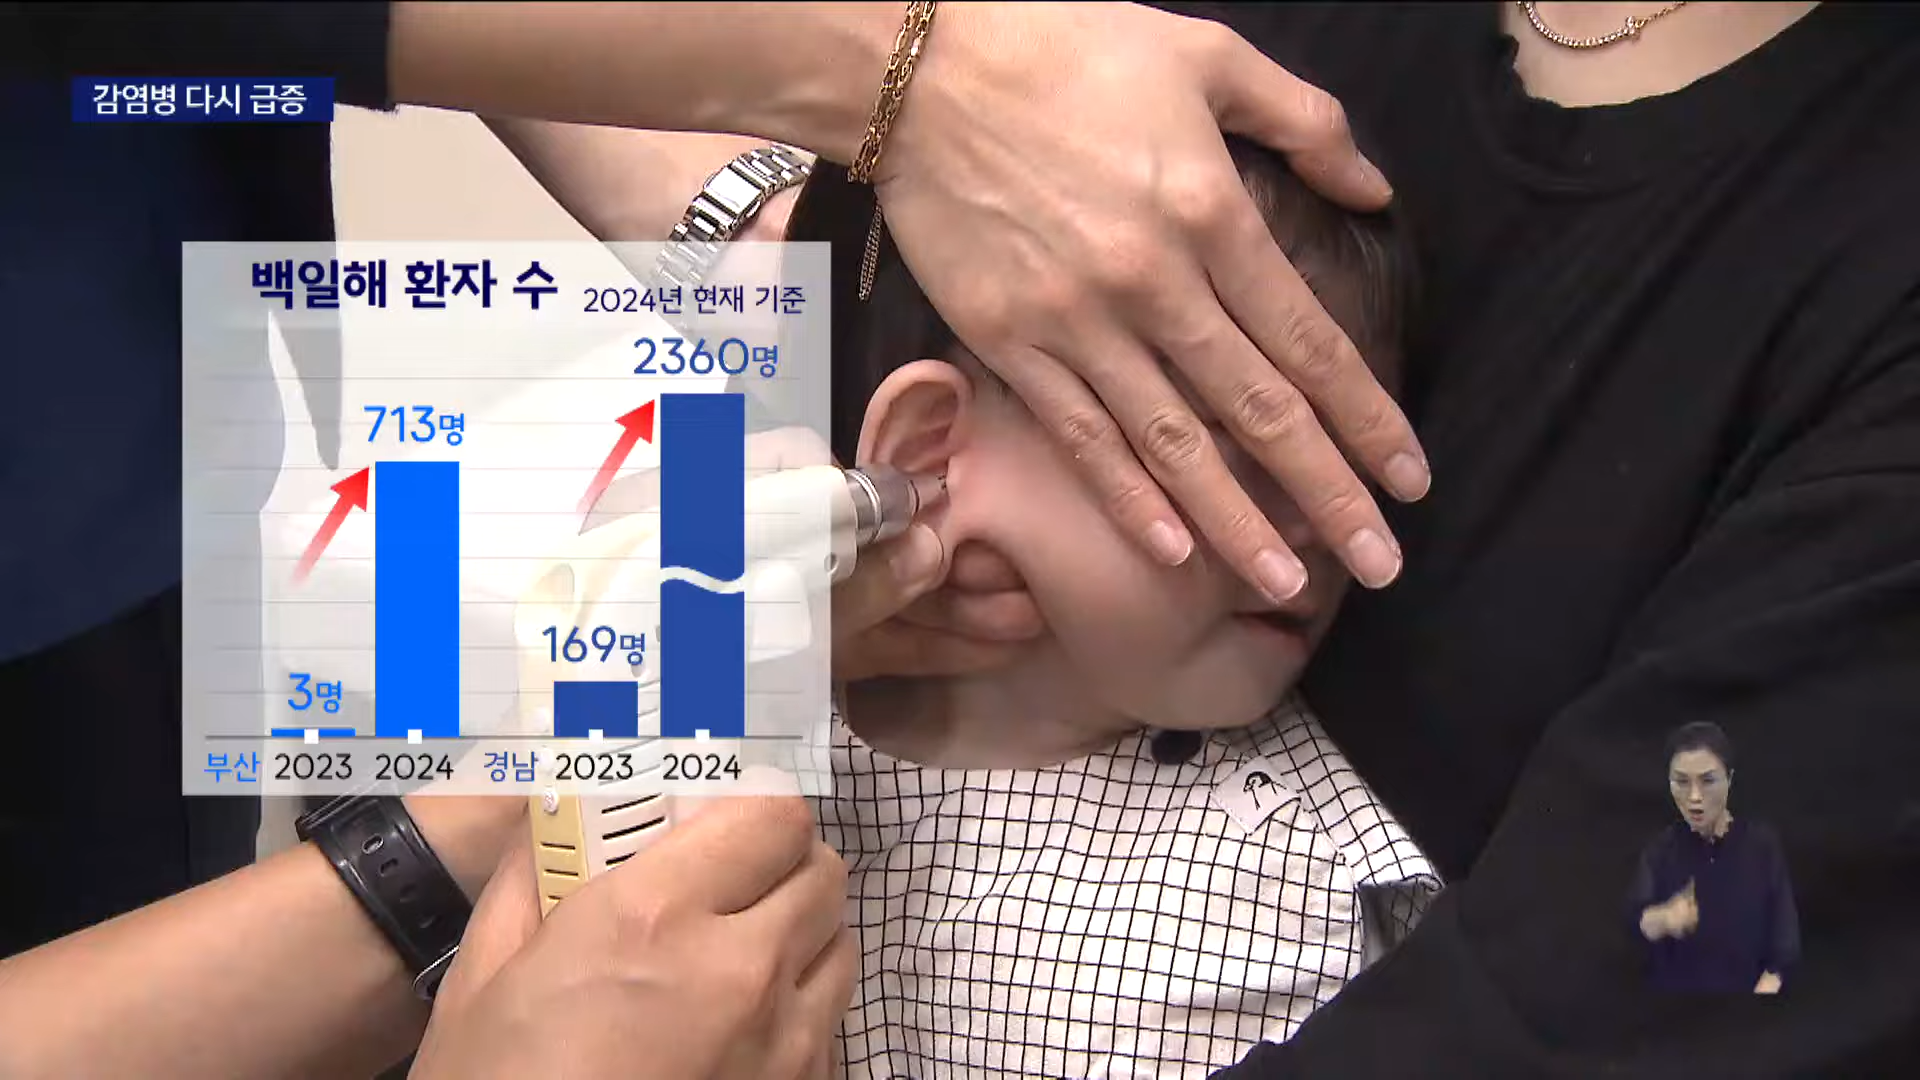 감염병 다시 급증
백일해 환자 수 2024년 현재 기준
713명
2360명
3명
169명
부산 2023 2024 경남 2023 2024